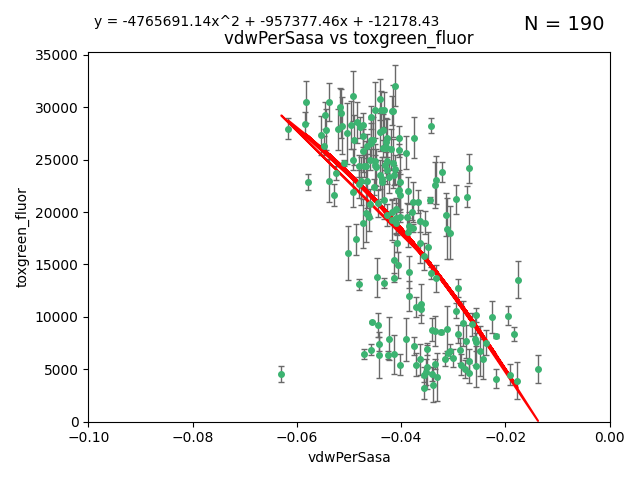 y = -4765691.14x^2 + -957377.46x + -12178.43
N = 190
vdwPerSasa vs toxgreen_fluor
toxgreen_fluor
35000
30000
25000
20000
15000
10000
5000
0
−0.10
−0.08
−0.06
−0.04
−0.02
0.00
vdwPerSasa